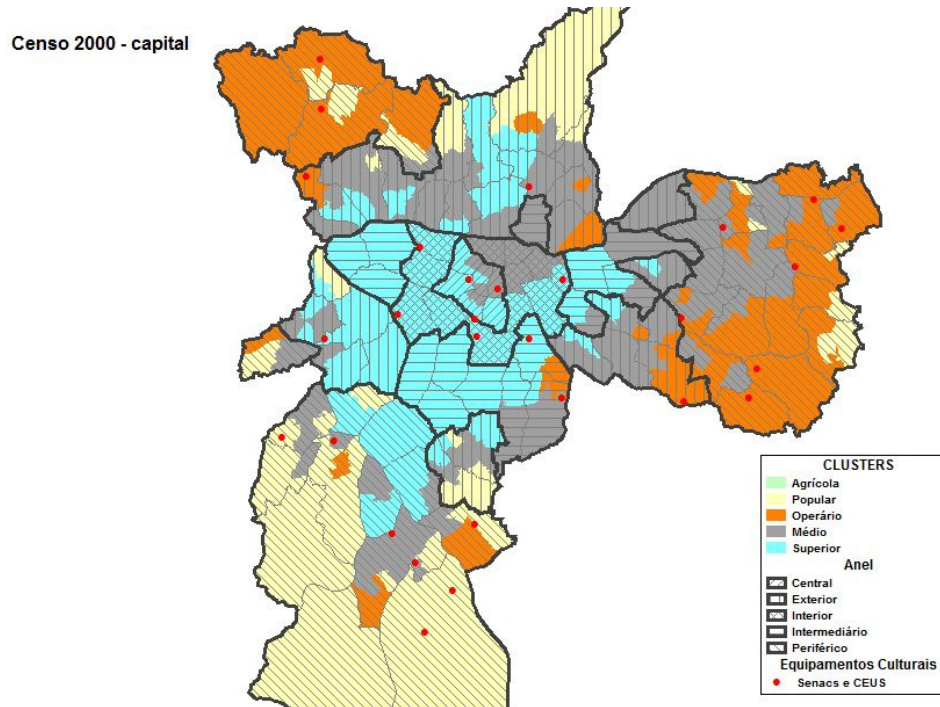 Censo 2000 - capital
CLUSTERS
Agrícola
Popular
Operário
Médio
Superior
Anel
Central
Exterior
Interior
Intermediário
Periférico
Equipamentos Culturais
Senacs e CEUS